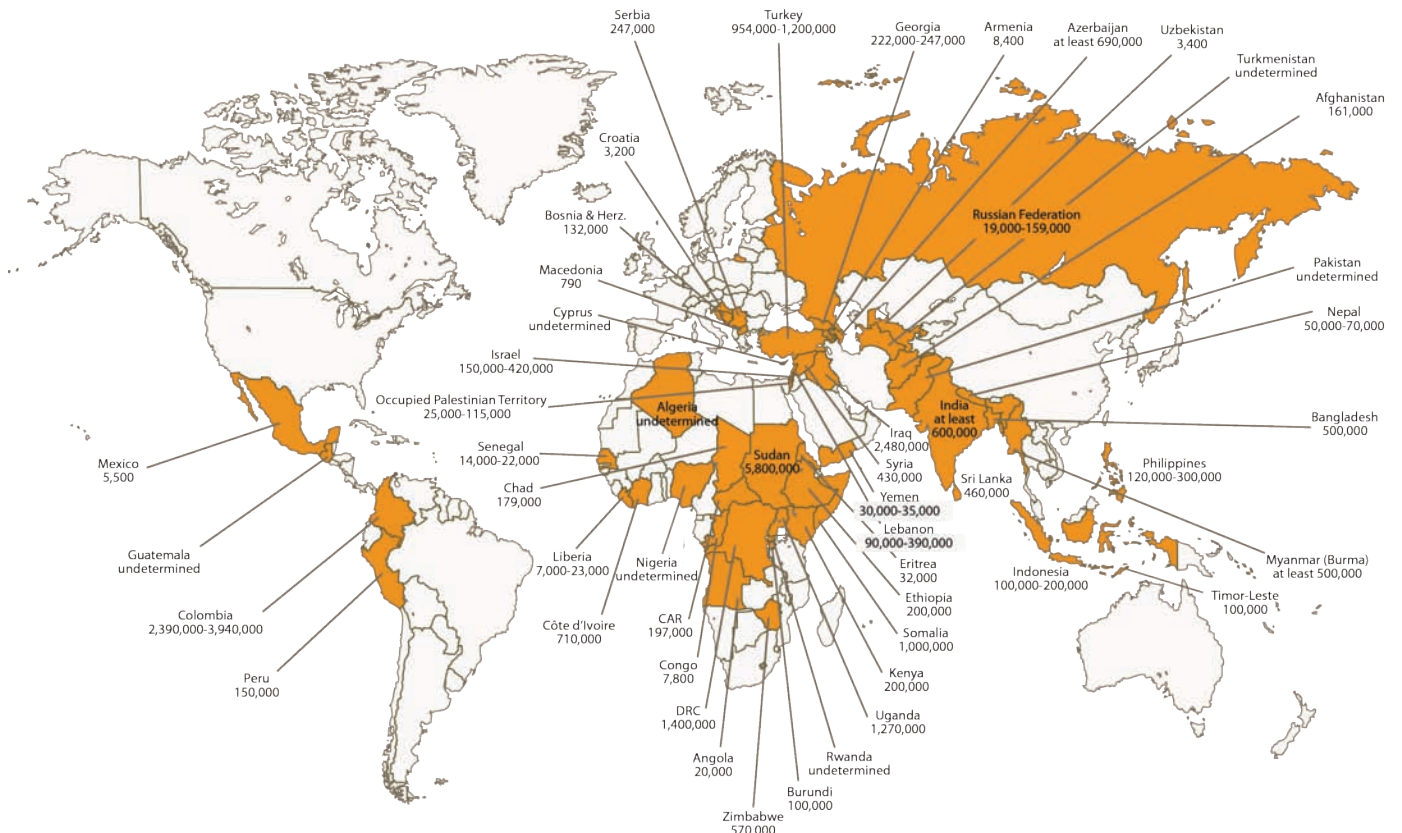 Serbia
247,000
Turkey
954,000-1,200,000
Georgia
222,000-247,000
Armenia
8,400
Azerbaijan
at least 690,000
Uzbekistan
3,400
Turkmenistan
undetermined
Afghanistan
161,000
Croatia
3,200
Bosnia & Herz.
132,000
Macedonia
790
Cyprus
undetermined
Israel
150,000-420,000
Occupied Palestinian Territory
25,000-115,000
Russian Federation
19,000-159,000
Pakistan
undetermined
Nepal
50,000-70,000
Bangladesh
500,000
Algeria
undetermined
India
at least
600,000
Senegal
14,000-22,000
Chad
179,000
Sudan
5,800,000
Iraq
2,480,000
Syria
430,000
Yemen
30,000-35,000
Lebanon
90,000-390,000
Eritrea
32,000
Ethiopia
200,000
Somalia
1,000,000
Kenya
200,000
Uganda
1,270,000
Rwanda
undetermined
Burundi
100,000
Zimbabwe
570,000
Angola
20,000
DRC
1,400,000
Congo
7,800
CAR
197,000
Côte d'Ivoire
710,000
Nigeria
undetermined
Liberia
7,000-23,000
Sri Lanka
460,000
Philippines
120,000-300,000
Indonesia
100,000-200,000
Myanmar (Burma)
at least 500,000
Timor-Leste
100,000
Mexico
5,500
Guatemala
undetermined
Colombia
2,390,000-3,940,000
Peru
150,000